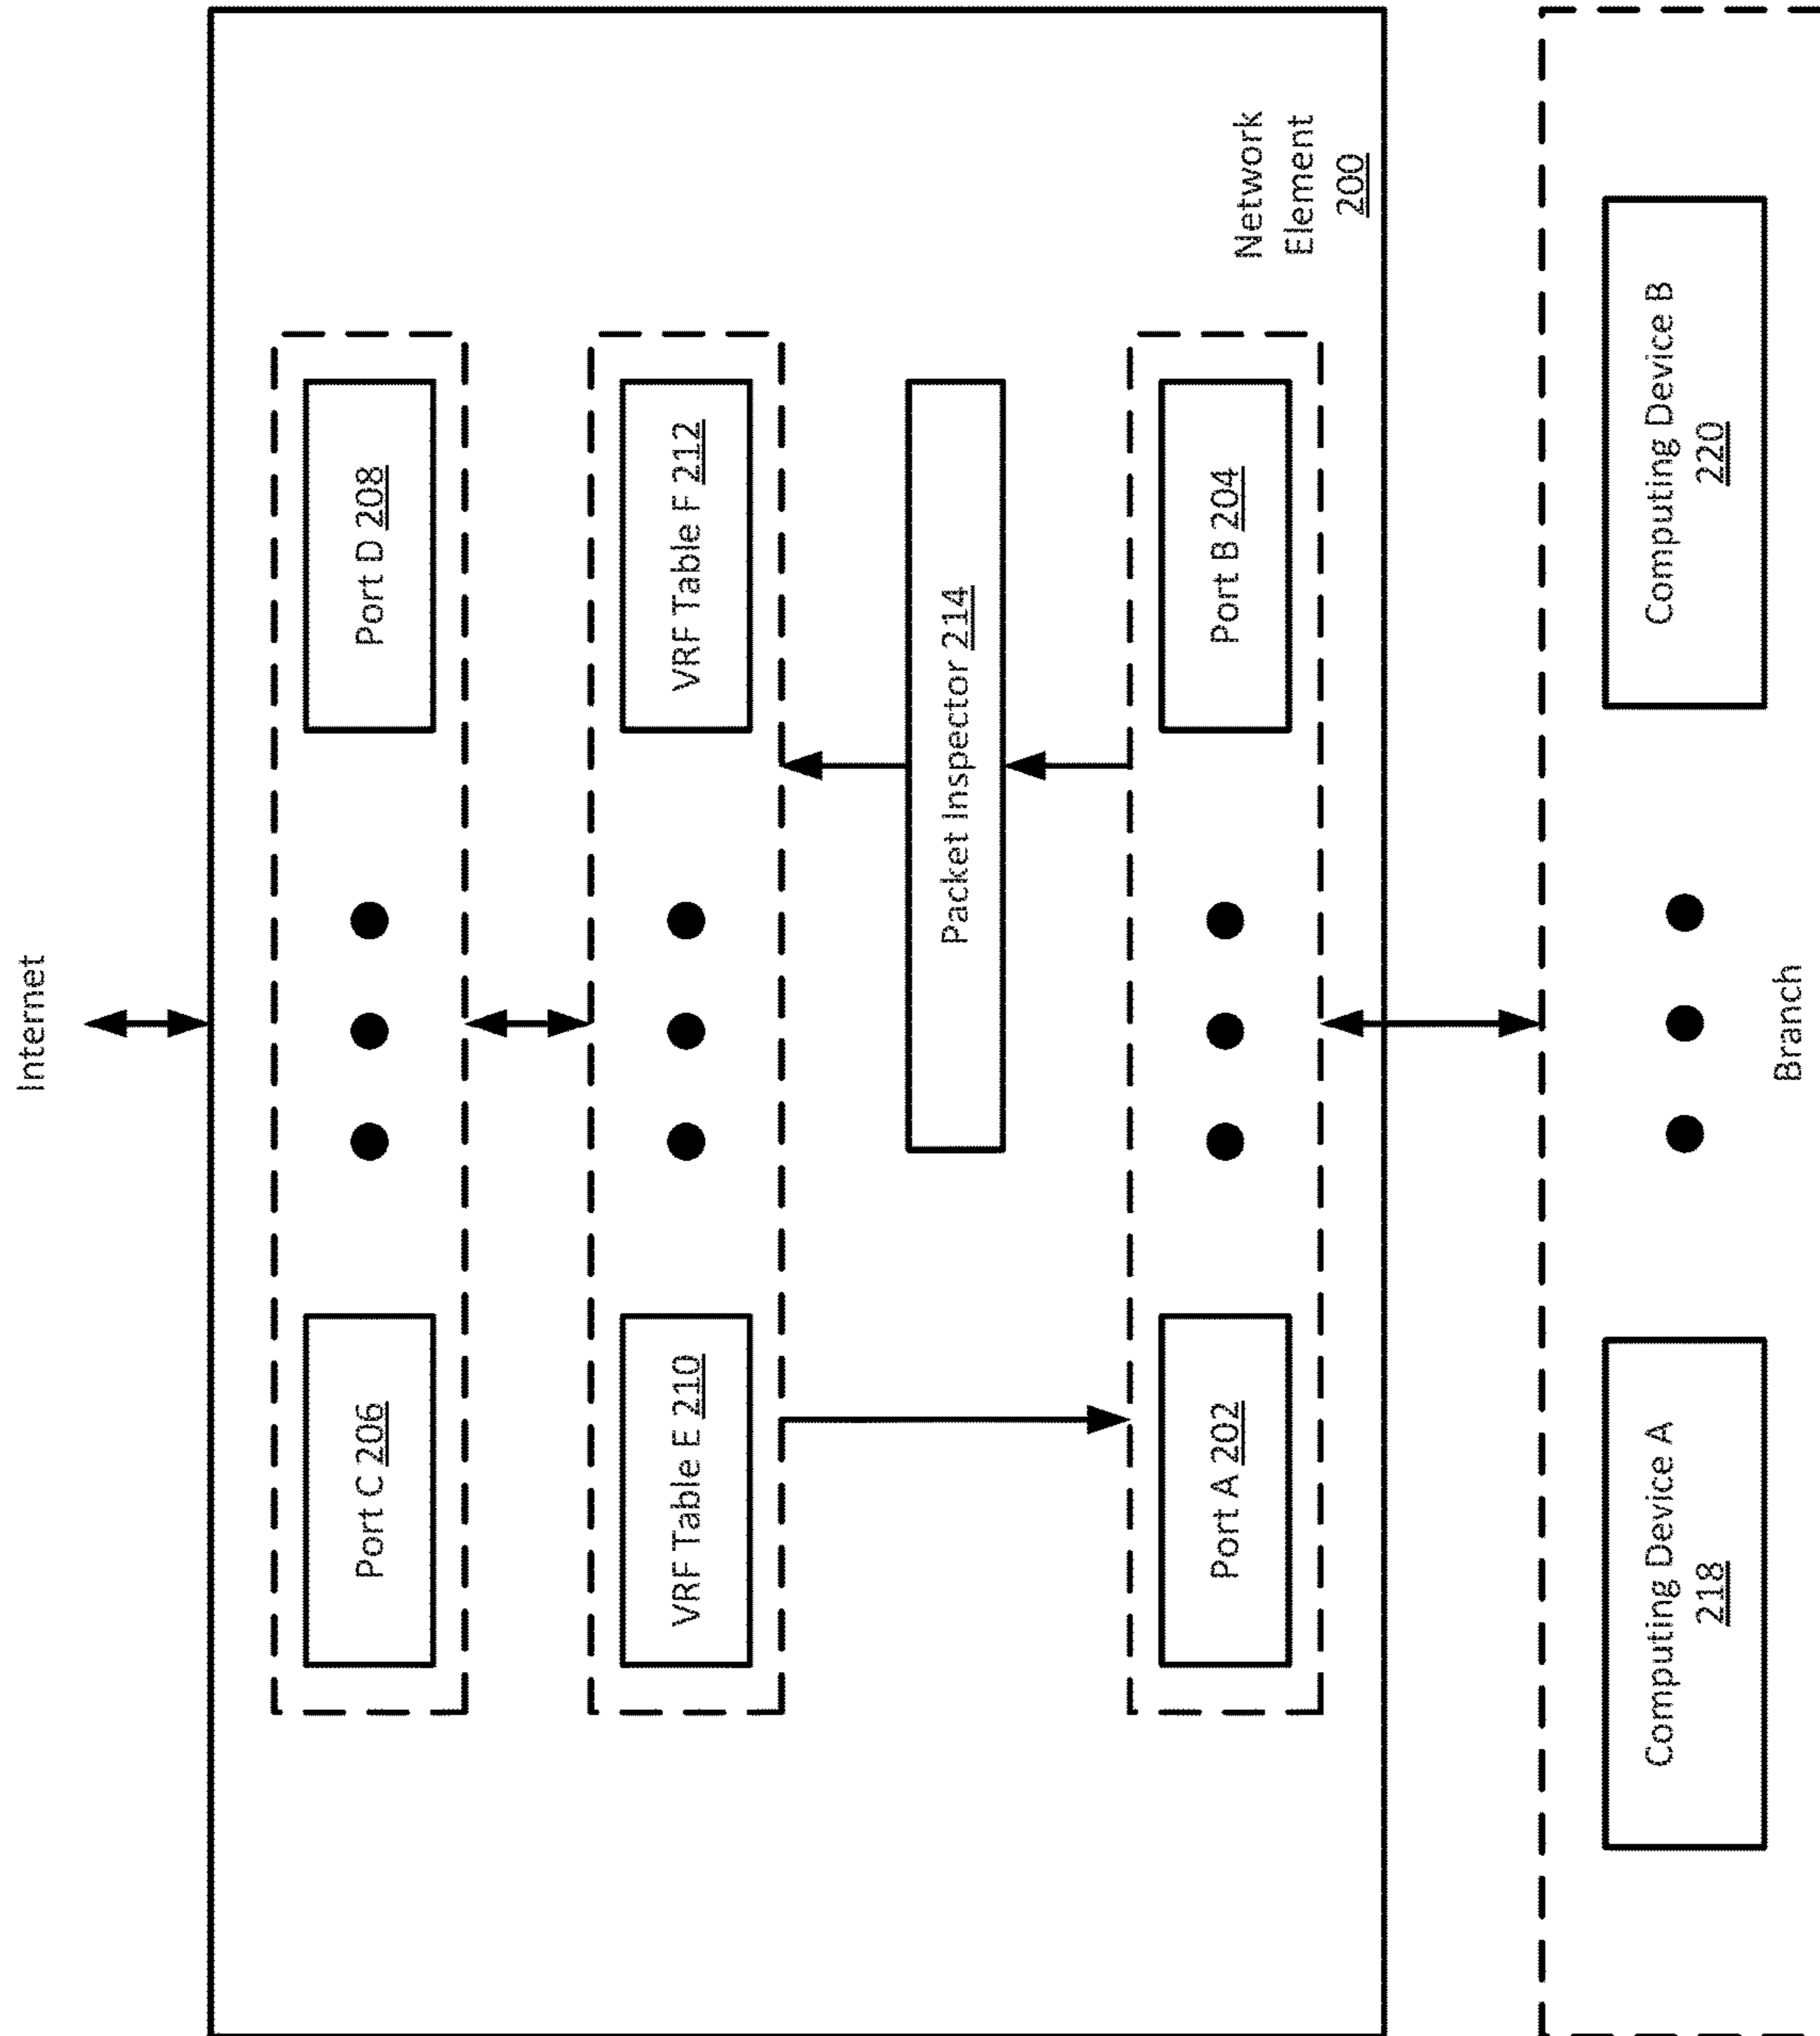 Internet
Port C 206
Port D 208
VRF Table E 210
VRF Table F 212
Packet Inspector 214
Port A 202
Port B 204
Network
Element
200
Computing Device A
218
Computing Device B
220
Branch